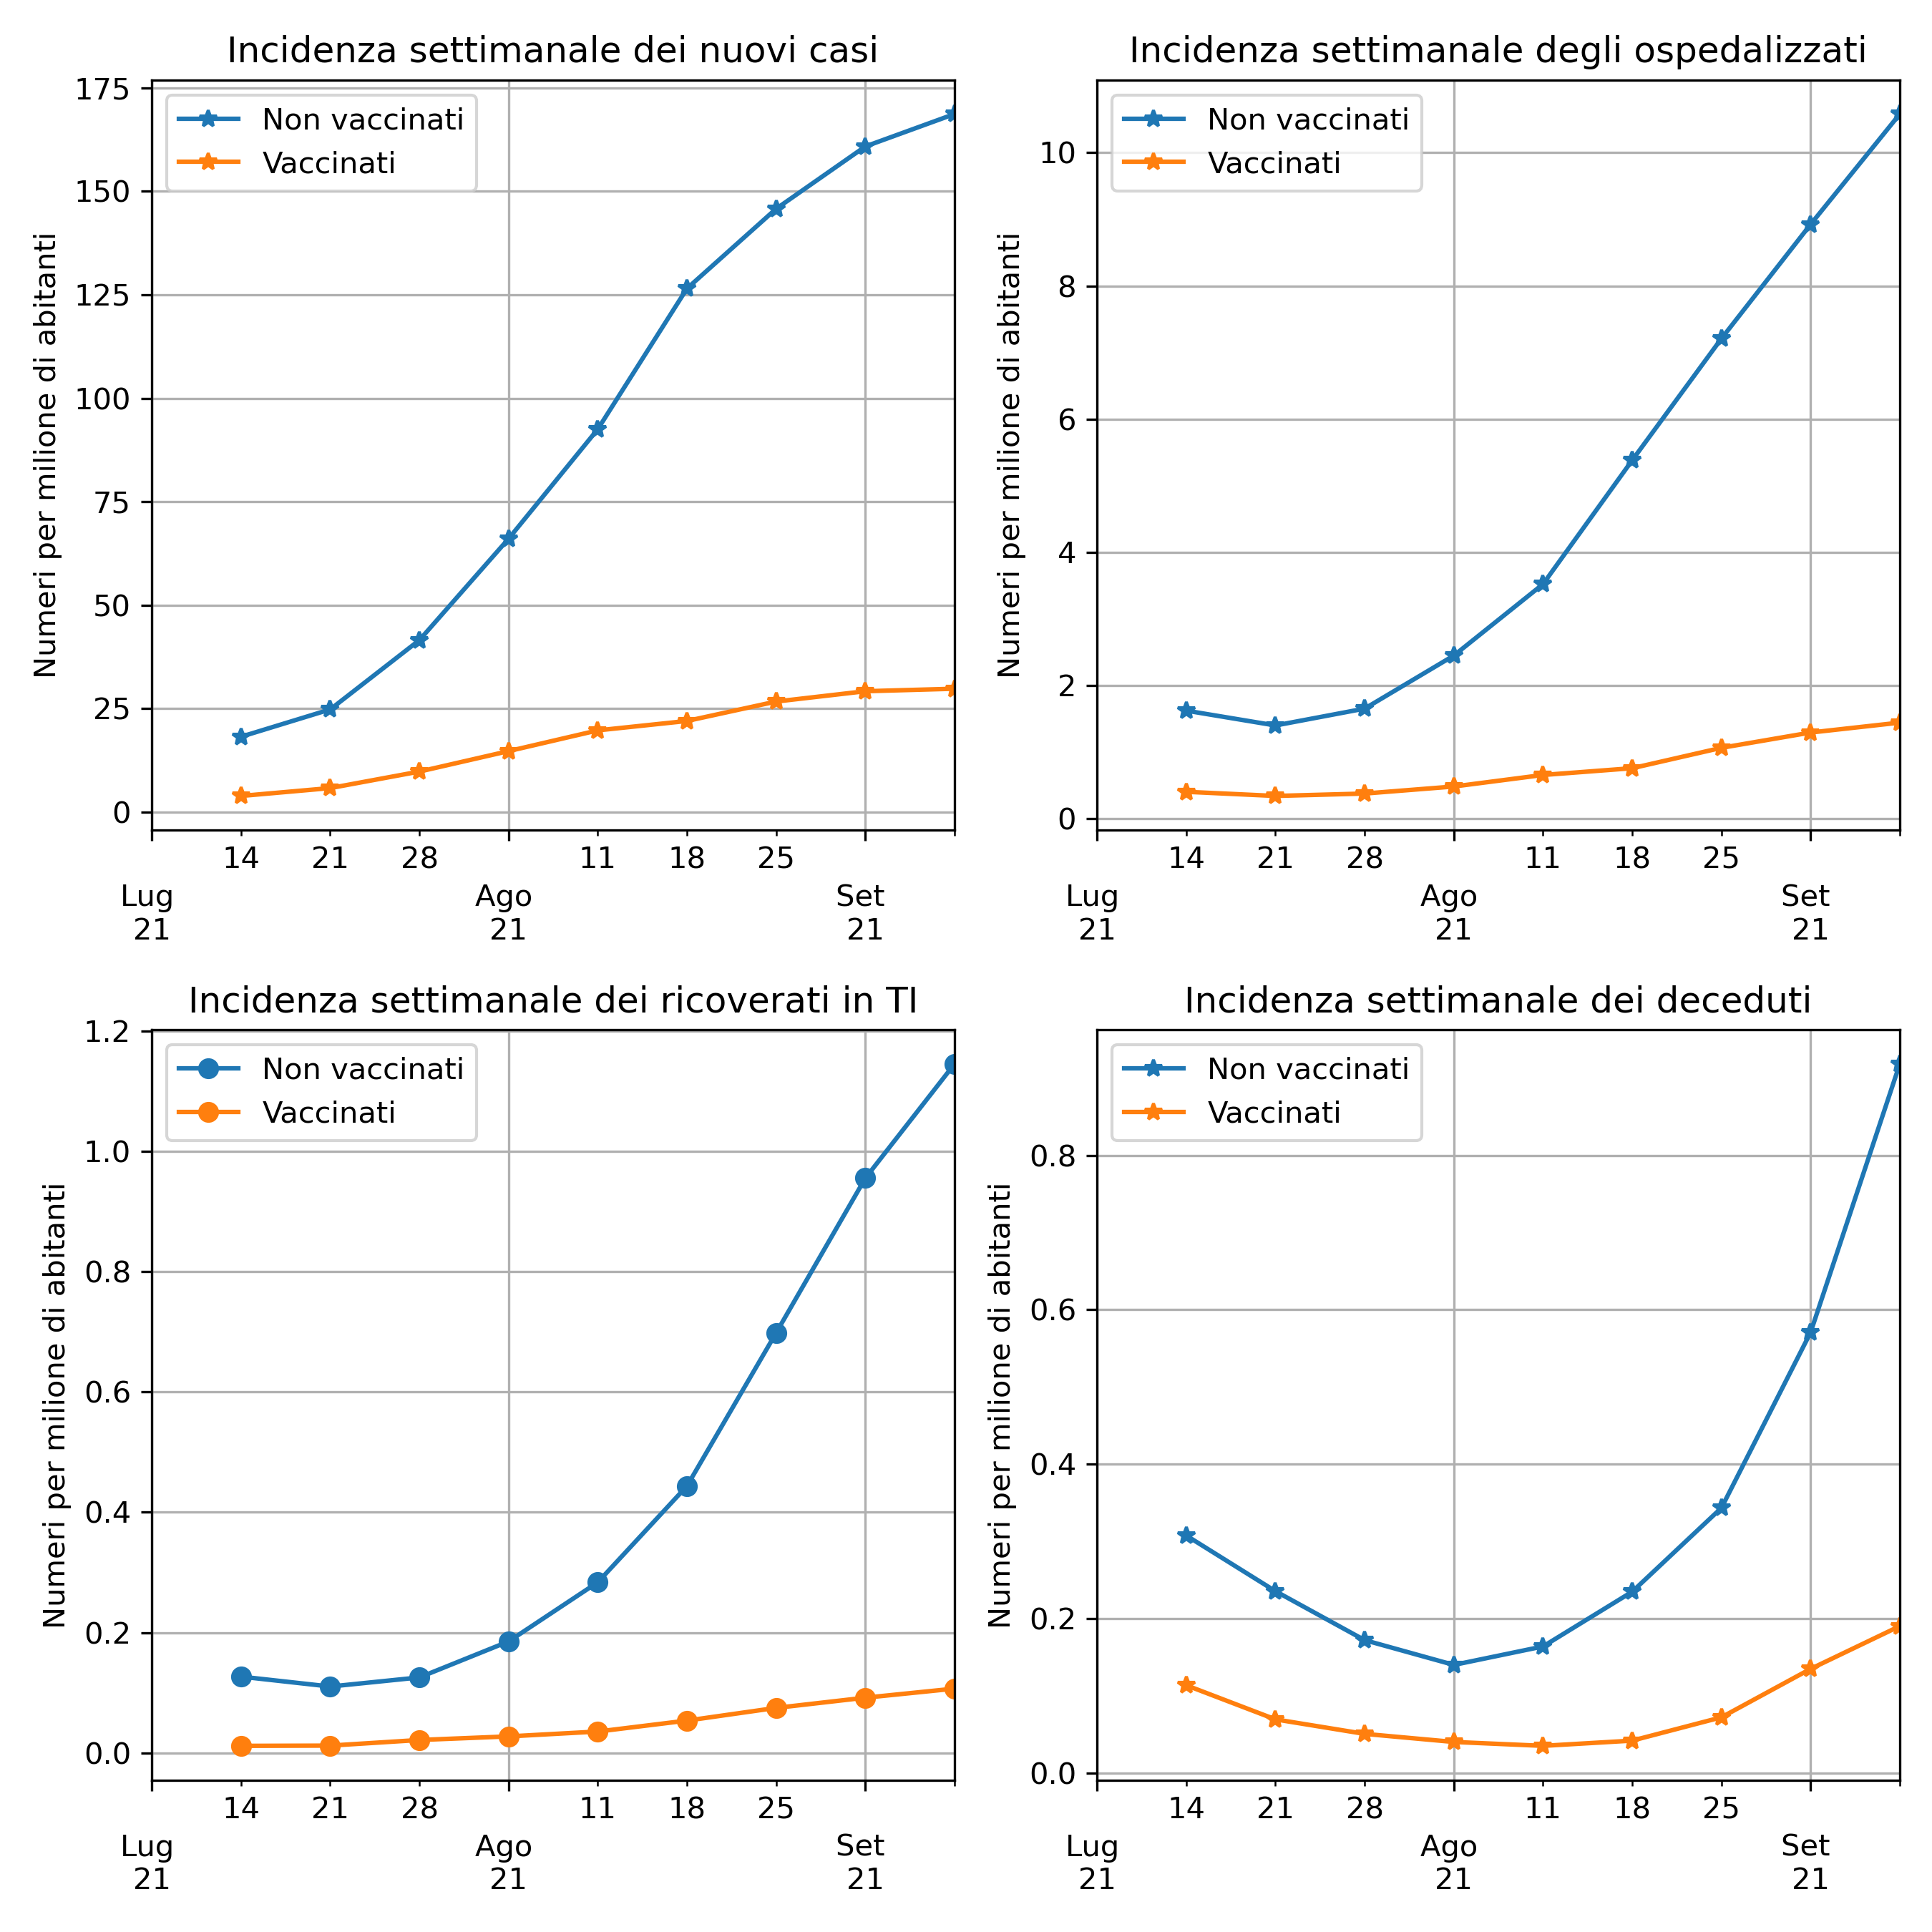 Incidenza settimanale dei nuovi casi
Numeri per milione di abitanti
175
150
125
100
75
50
25
0
Non vaccinati
Vaccinati
14 21 28 11 18 25
Lug Ago Set
21 21 21
Incidenza settimanale degli ospedalizzati
Numeri per milione di abitanti
10
8
6
4
2
0
Non vaccinati
Vaccinati
14 21 28 11 18 25
Lug Ago Set
21 21 21
Incidenza settimanale dei ricoverati in TI
Numeri per milione di abitanti
1.2
1.0
0.8
0.6
0.4
0.2
0.0
Non vaccinati
Vaccinati
14 21 28 11 18 25
Lug Ago Set
21 21 21
Incidenza settimanale dei deceduti
Numeri per milione di abitanti
0.8
0.6
0.4
0.2
0.0
Non vaccinati
Vaccinati
14 21 28 11 18 25
Lug Ago Set
21 21 21